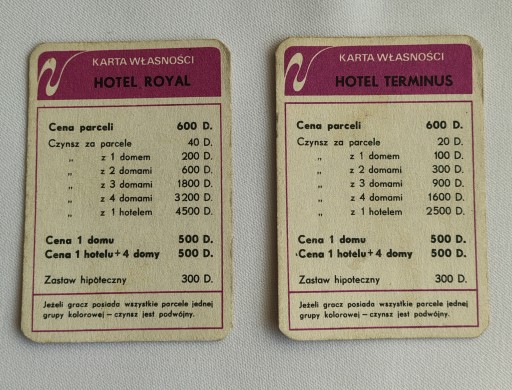 KARTA WŁASNOŚCI
HOTEL ROYAL
Cena parceli 600 D.
Czynsz za parcele 40 D.
„ z 1 domem 200 D.
„ z 2 domami 600 D.
„ z 3 domami 1800 D.
„ z 4 domami 3200 D.
„ z 1 hotelem 4500 D.
Cena 1 domu 500 D.
Cena 1 hotelu+4 domy 500 D.
Zastaw hipoteczny 300 D.
Jeżeli gracz posiada wszystkie parcele jednej
grupy kolorowej – czynsz jest podwójny.
KARTA WŁASNOŚCI
HOTEL TERMINUS
Cena parceli 600 D.
Czynsz za parcele 20 D.
„ z 1 domem 100 D.
„ z 2 domami 300 D.
„ z 3 domami 900 D.
„ z 4 domami 1600 D.
„ z 1 hotelem 2500 D.
Cena 1 domu 500 D.
Cena 1 hotelu+4 domy 500 D.
Zastaw hipoteczny 300 D.
Jeżeli gracz posiada wszystkie parcele jednej
grupy kolorowej – czynsz jest podwójny.